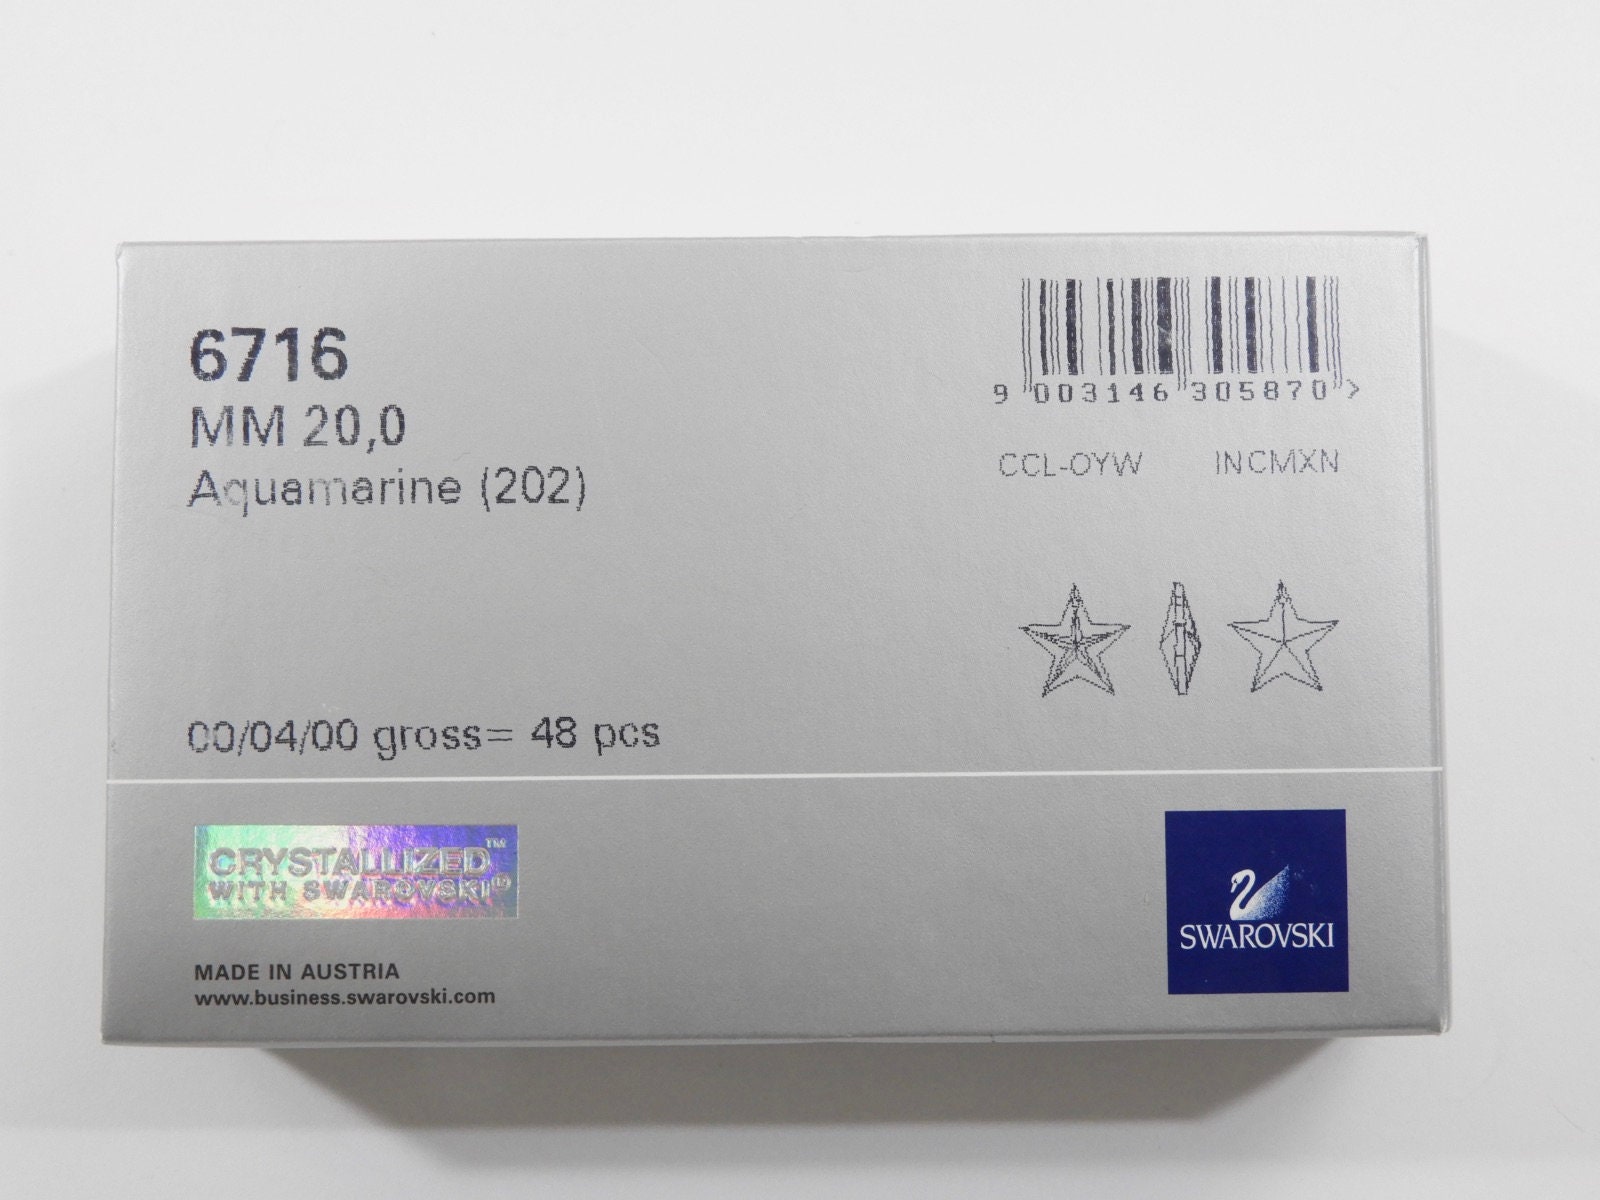 6716
MM 20,0
Aquamarine (202)
9 003146 305870 >
CCL-OYW INCMXN
00/04/00 gross= 48 pcs
CRYSTALLIZED™
WITH SWAROVSKI®
MADE IN AUSTRIA
www.business.swarovski.com
SWAROVSKI